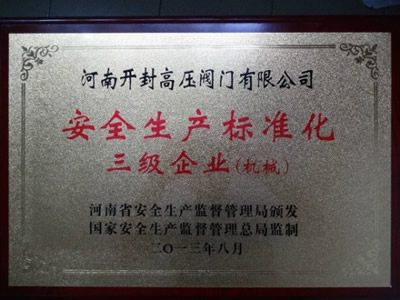 河南开封高压阀门有限公司
安全生产标准化
三级企业(机械)
河南省安全生产监督管理局颁发
国家安全生产监督管理总局监制
二〇一三年八月